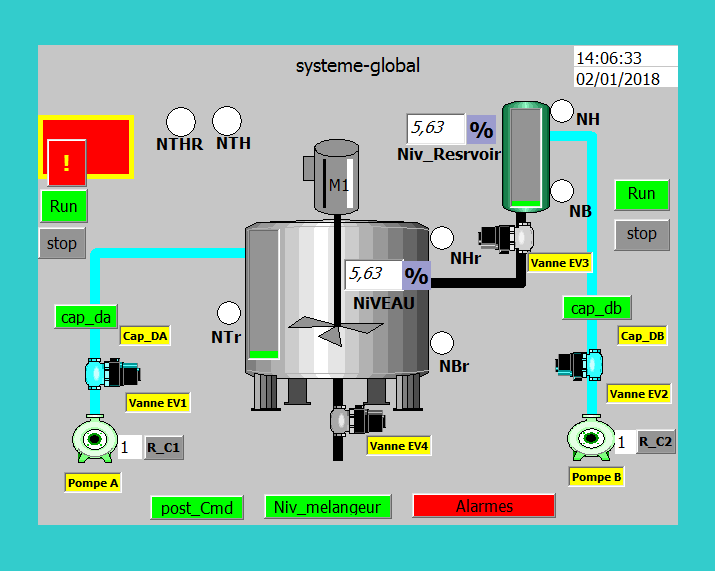 systeme-global
14:06:33
02/01/2018
!
Run
stop
NTHR
NTH
M1
5,63 %
Niv_Resrvoir
NH
NB
Run
stop
Vanne EV3
NHr
5,63 %
NiVEAU
NTr
NBr
cap_da
Cap_DA
cap_db
Cap_DB
Vanne EV1
Vanne EV2
Vanne EV4
1
R_C1
1
R_C2
Pompe A
Pompe B
post_Cmd
Niv_melangeur
Alarmes